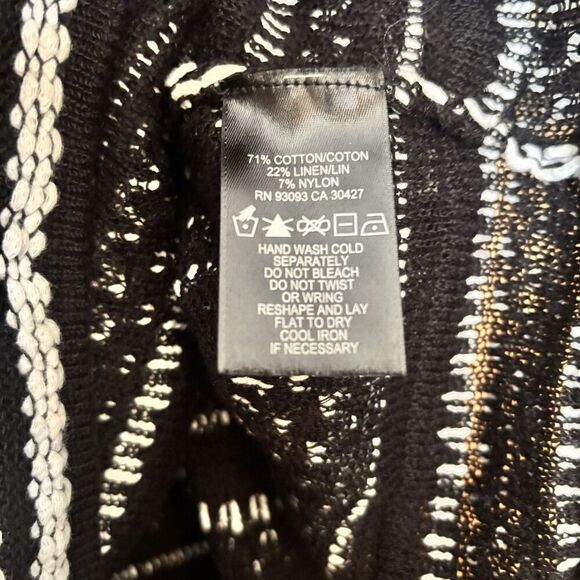 71% COTTON/COTON
22% LINEN/LIN
7% NYLON
RN 93093 CA 30427
HAND WASH COLD
SEPARATELY
DO NOT BLEACH
DO NOT TWIST
OR WRING
RESHAPE AND LAY
FLAT TO DRY
COOL IRON
IF NECESSARY